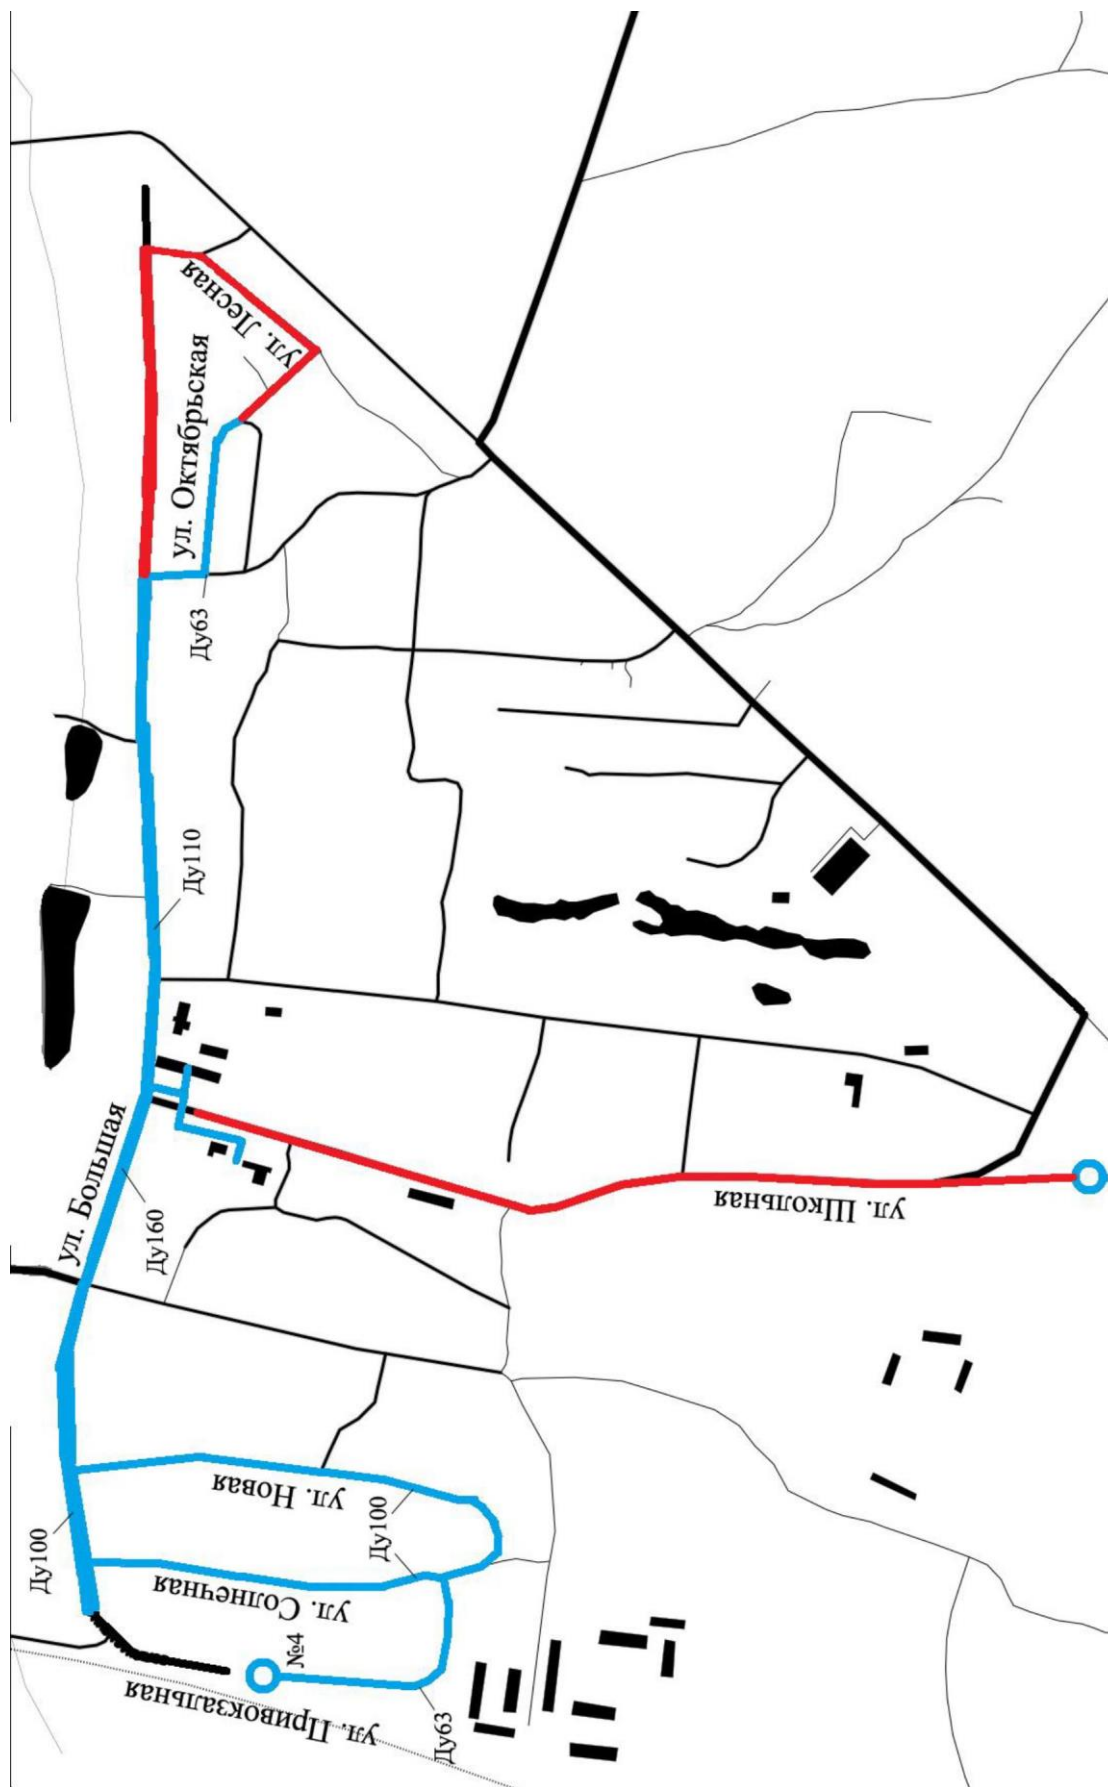 ул. Лесная
ул. Октябрьская
Ду63
Ду110
ул. Большая
ул. Школьная
Ду160
ул. Новая
Ду100
Ду100
ул. Солнечная
№4
ул. Привокзальная
Ду63